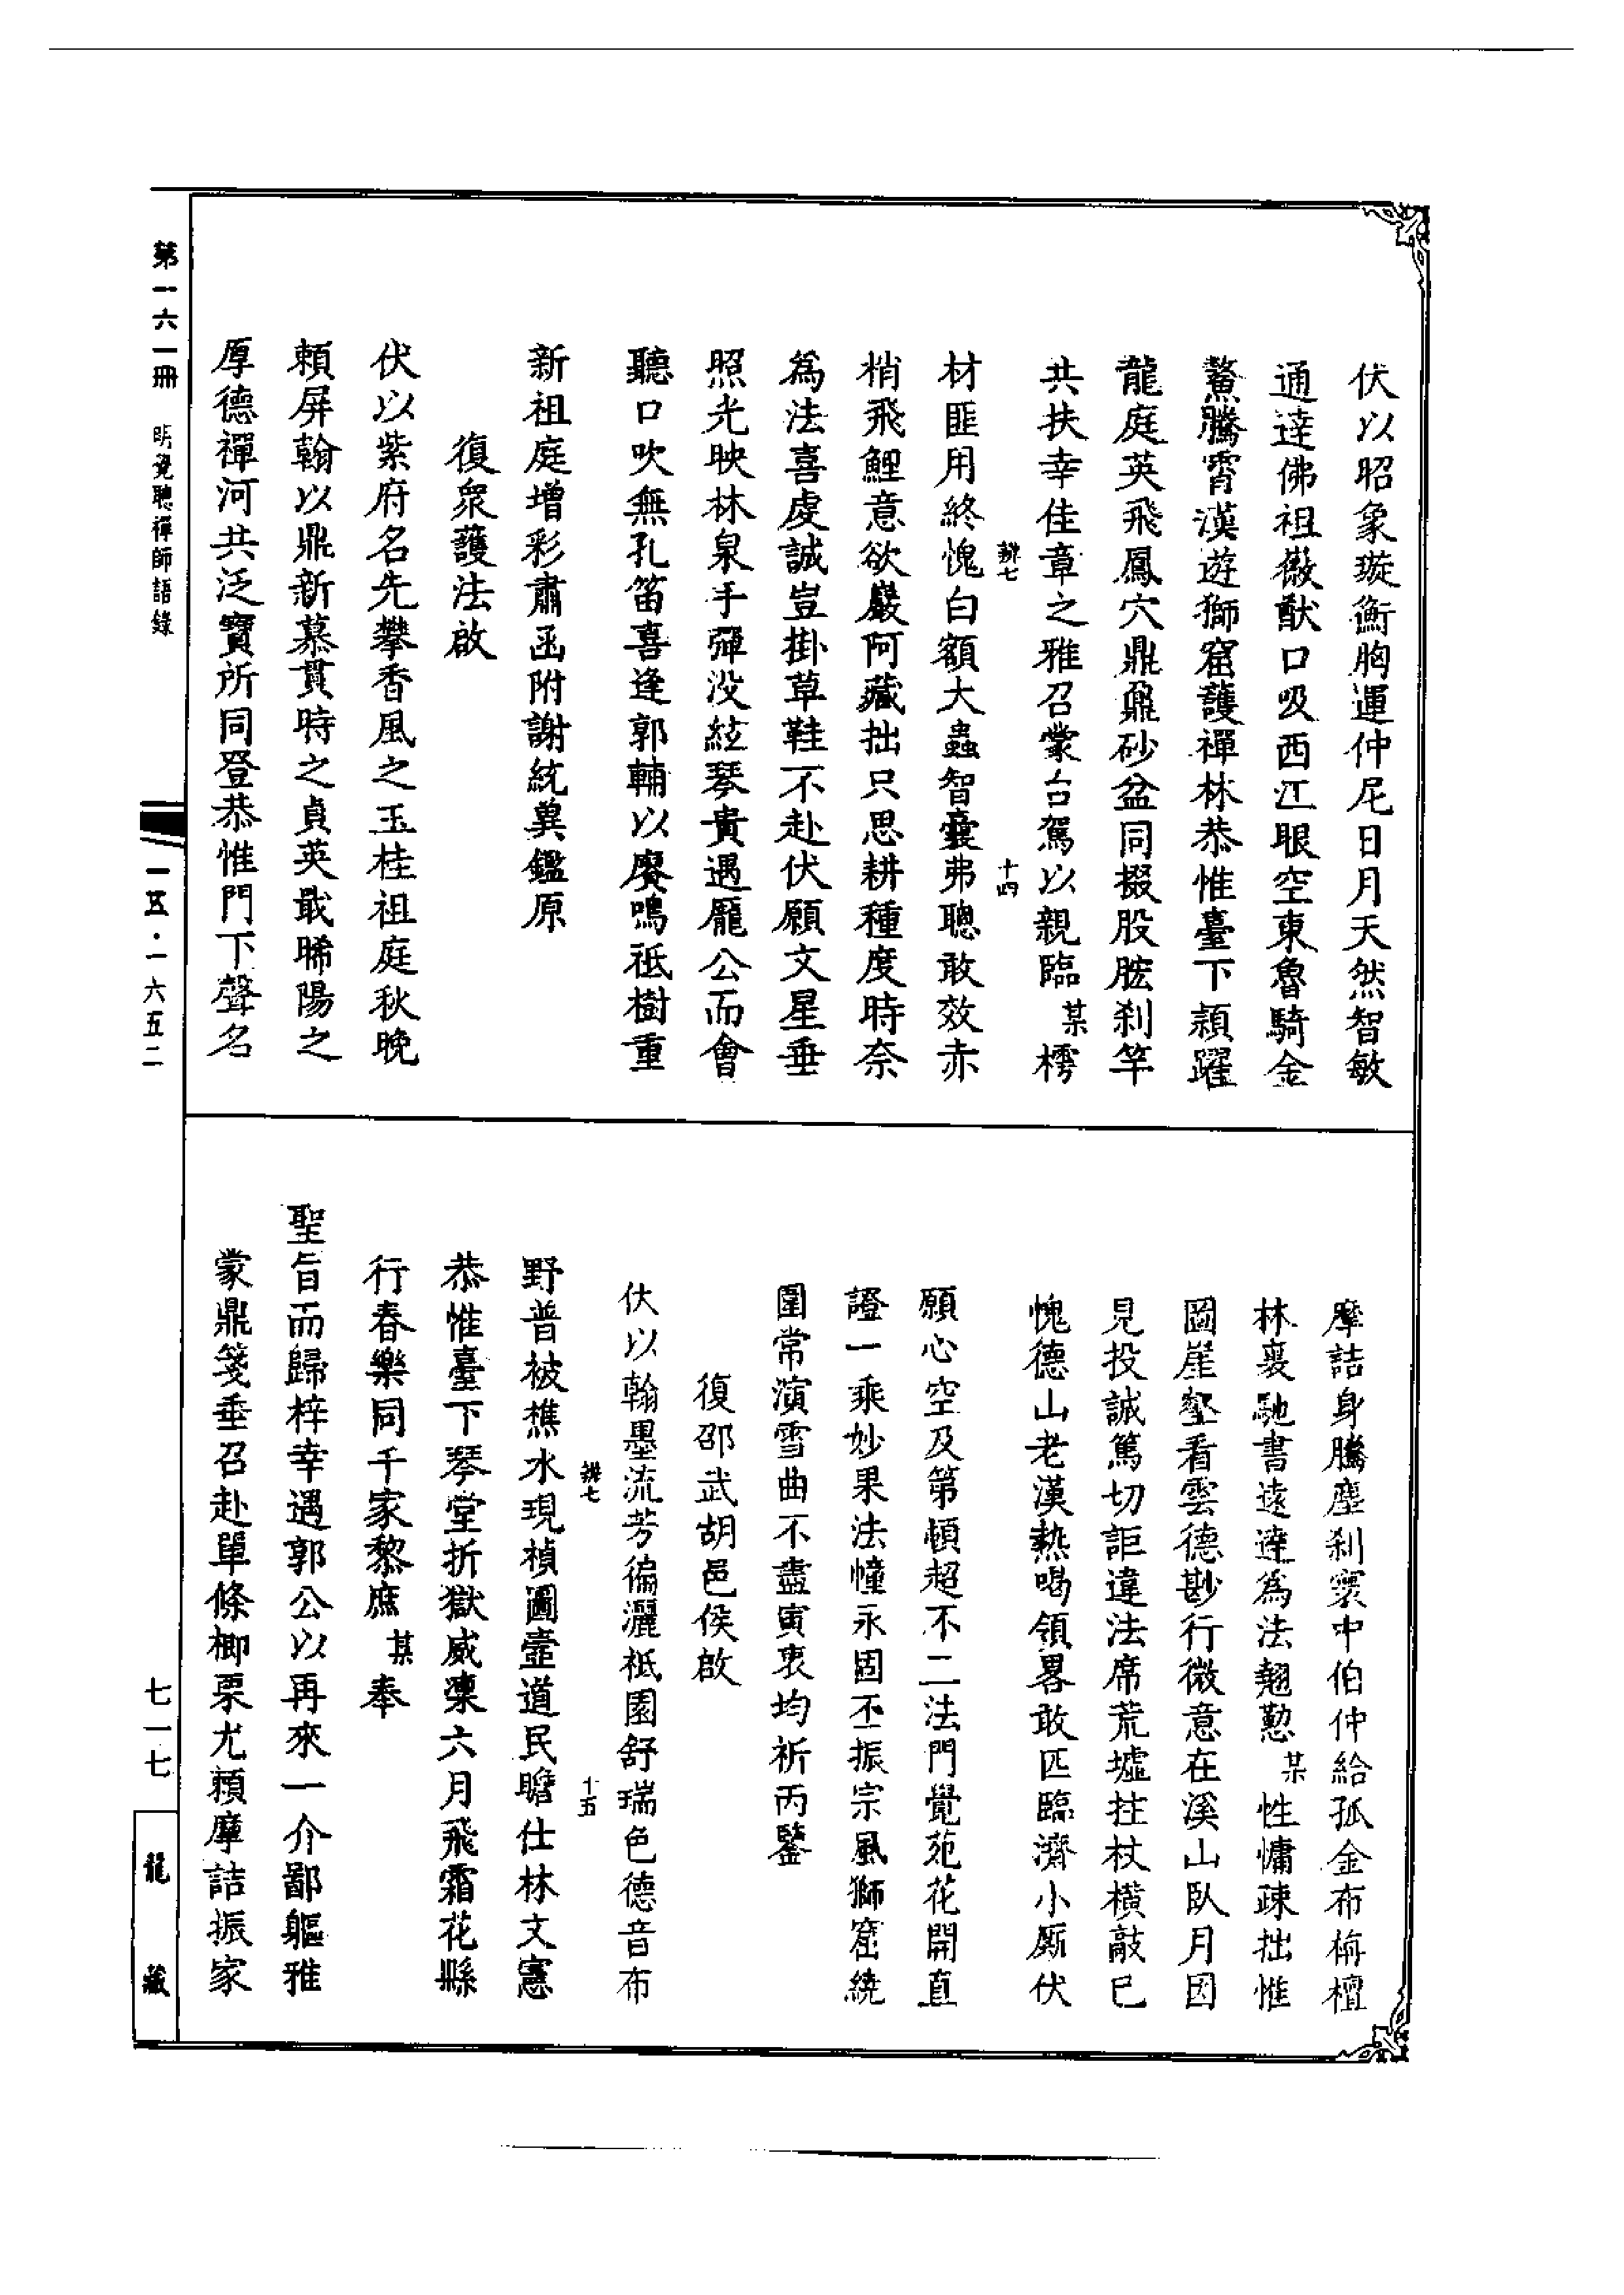 伏以昭象璇衡胸運仲尼日月天然智敏
通達佛祖徽猷口吸西江眼空東魯騎金
鰲騰霄漢遊獅窟護禪林恭惟臺下穎躍
龍庭英飛鳳穴鼎鼐砂盆同掇股肱剎竿
共扶幸佳章之雅召蒙台駕以親臨某樗
辨七 十四
材匪用終愧白額大蟲智囊弗聰敢效赤
梢飛鯉意欲巖阿藏拙只思耕種度時奈
為法喜虔誠豈掛草鞋不赴伏願文星垂
照光映林泉手彈没絃琴貴遇龐公而會
聽口吹無孔笛喜逢郭輔以賡鳴祇樹重
新祖庭增彩肅函附謝統異鑑原
復衆護法啟
伏以紫府名先攀香風之玉桂祖庭秋晚
賴屏翰以鼎新慕貫時之貞英戢晞陽之
厚德禪河共泛寶所同登恭惟門下聲名
摩詰身騰塵剎寰中伯仲給孤金布栴檀
林裏馳書遠達為法翹懃某性慵疎拙惟
圖崖壑看雲德尠行微意在溪山臥月因
見投誠篤切詎違法席荒墟拄杖橫敲已
愧德山老漢熱喝領畧敢匹臨濟小厮伏
願心空及第頓超不二法門覺苑花開直
證一乘妙果法幢永固丕振宗風獅窟繞
圍常演雪曲不盡寅衷均祈丙鑒
復邵武胡邑侯啟
伏以翰墨流芳徧灑祇園舒瑞色德音布
辨七 十五
野普被樵水現禎圖壼道民瞻仕林文憲
恭惟臺下琴堂折獄威凜六月飛霜花縣
行春樂同千家黎庶某奉
聖旨而歸梓幸遇郭公以再來一介鄙軀雅
蒙鼎箋垂召赴單條榔栗尤賴摩詰振家
第一六一冊 明覺聰禪師語錄 一五·一六五二 七一七 龍藏